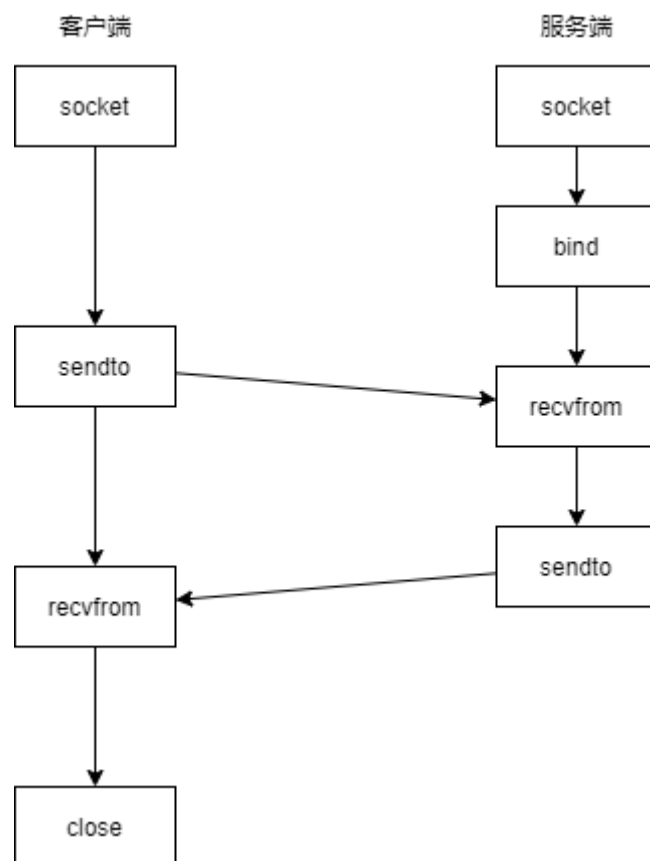 客户端
服务端
socket
socket
bind
sendto
recvfrom
sendto
recvfrom
close